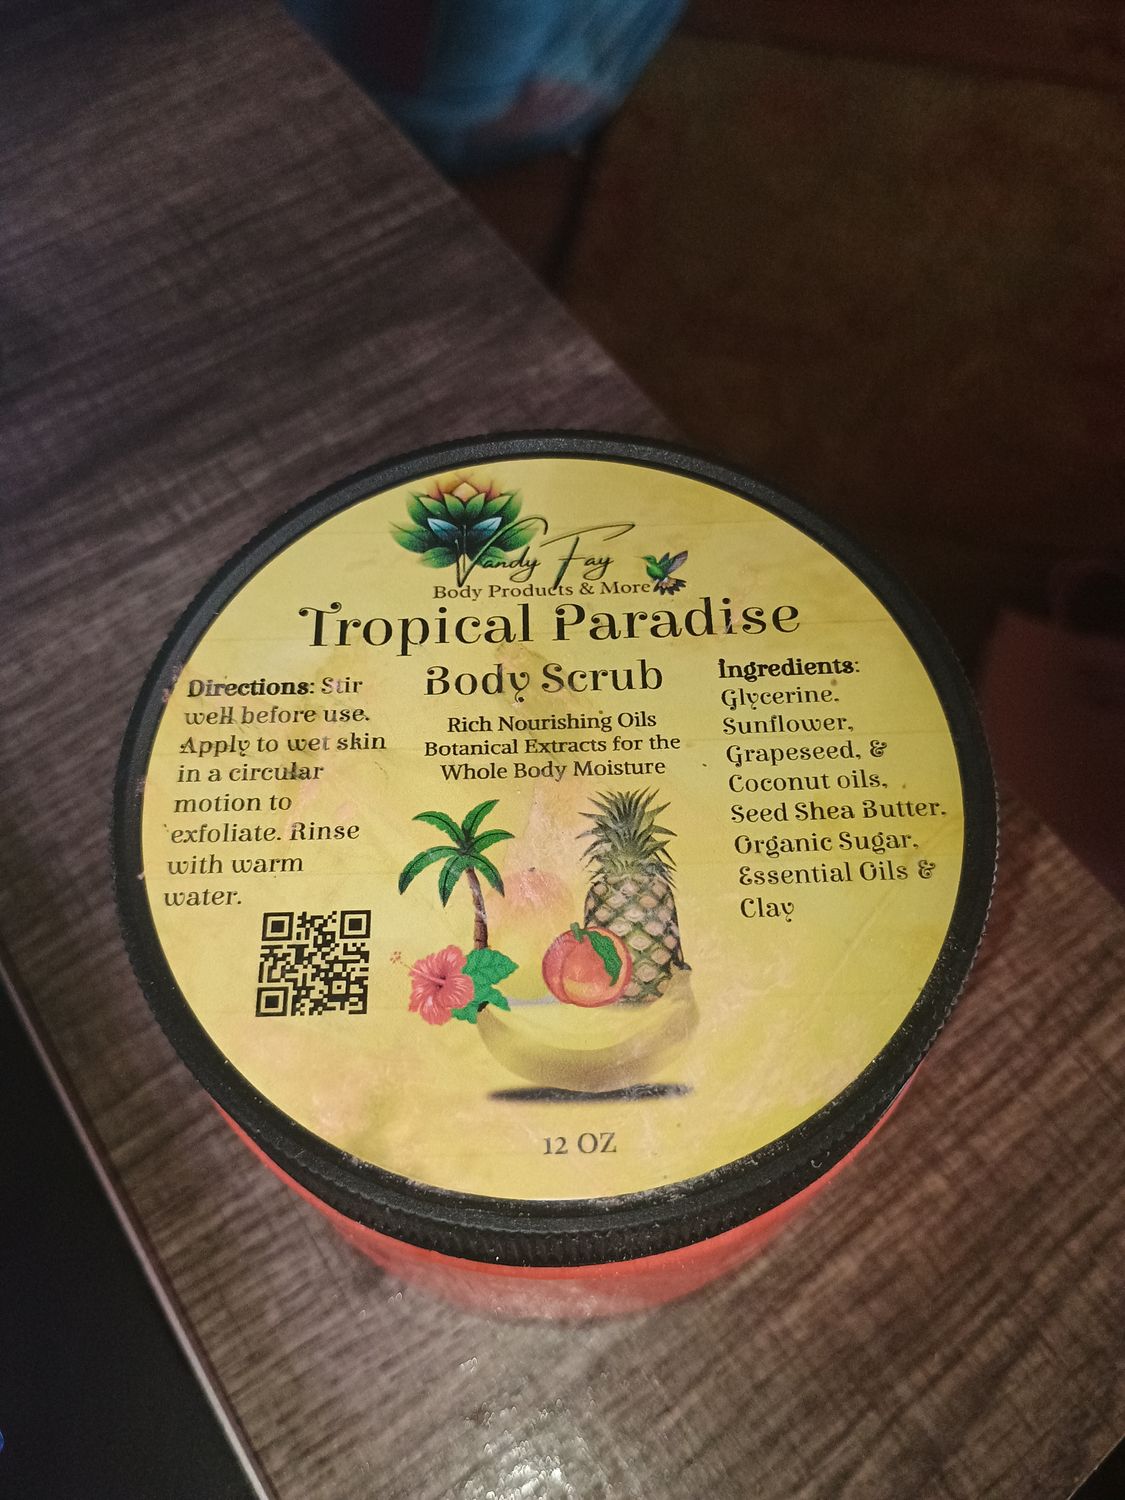 Vandy Fay
Body Products & More
Tropical Paradise
Body Scrub
Rich Nourishing Oils
Botanical Extracts for the
Whole Body Moisture
Directions: Stir
well before use.
Apply to wet skin
in a circular
motion to
exfoliate. Rinse
with warm
water.
Ingredients:
Glycerine.
Sunflower,
Grapeseed, &
Coconut oils,
Seed Shea Butter.
Organic Sugar,
Essential Oils &
Clay
12 OZ